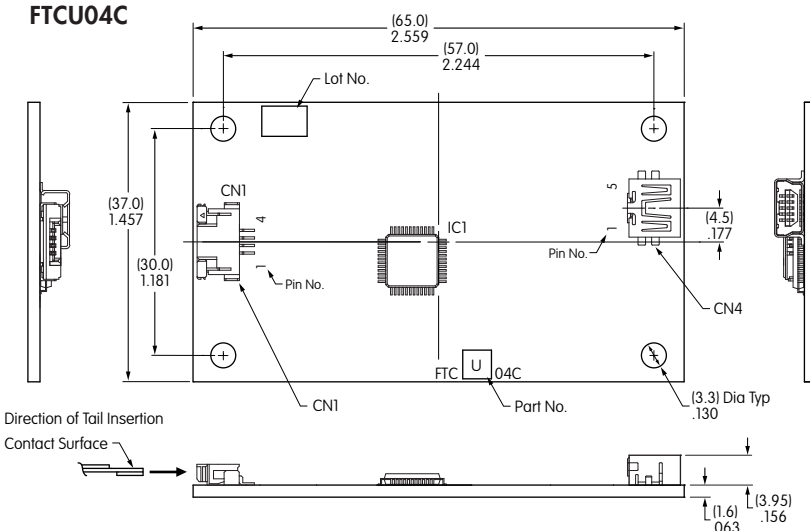 FTCU04C
(65.0)
2.559
(57.0)
2.244
Lot No.
(37.0)
1.457
(30.0)
1.181
CN1
4
1
Pin No.
IC1
5
1
Pin No.
(4.5)
.177
CN4
CN1
FTC U 04C
Part No.
(3.3) Dia Typ
.130
Direction of Tail Insertion
Contact Surface
(1.6)
.063
(3.95)
.156